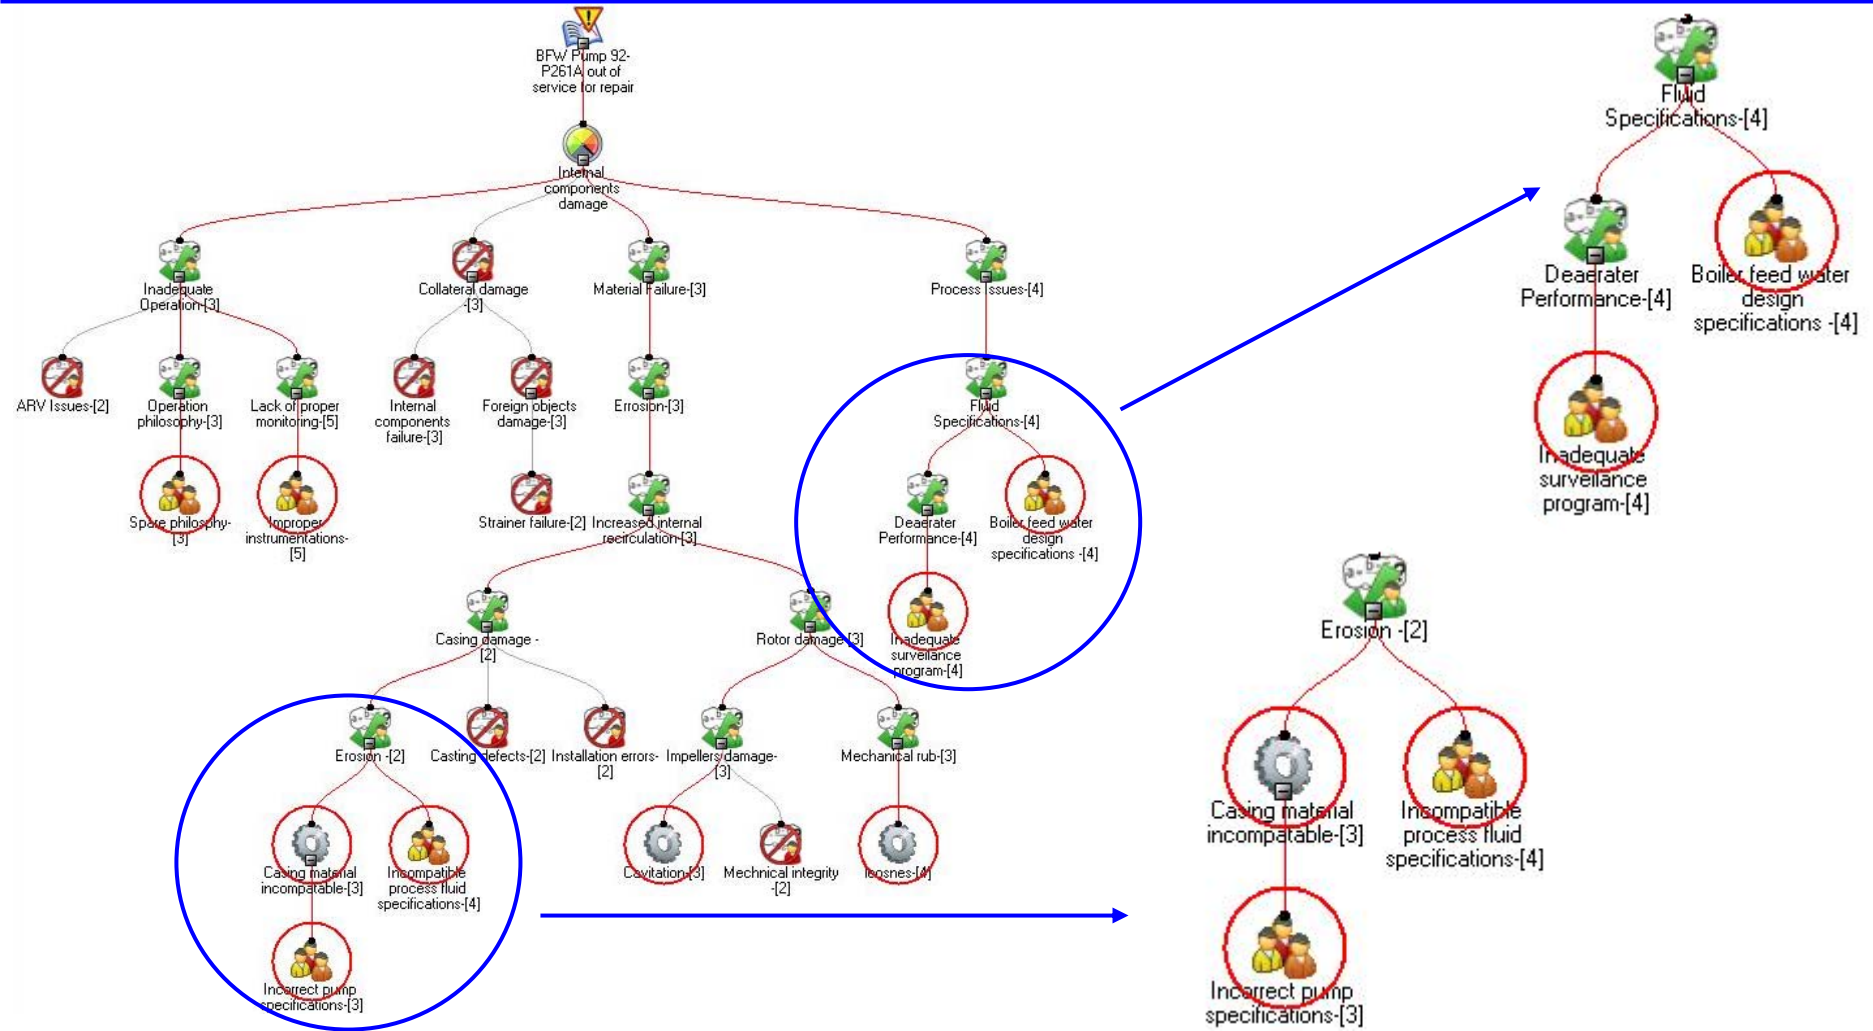 BFW Pump 92-
P261A out of
service for repair
Internal
components
damage
Inadequate
Operation-[3]
Collateral damage
-[3]
Material Failure-[3]
Process Issues-[4]
ARV Issues-[2]
Operation
philosophy-[3]
Lack of proper
monitoring-[5]
Internal
components
failure-[3]
Foreign objects
damage-[3]
Erosion-[3]
Fluid
Specifications-[4]
Spare philosphy-
[3]
Improper
instrumentations-
[5]
Strainer failure-[2]
Increased internal
recirculation-[3]
Deaerater
Performance-[4]
Boiler feed water
design
specifications -[4]
Casing damage -
[2]
Rotor damage-[3]
Inadequate
surveilance
program-[4]
Erosion -[2]
Casting defects-[2]
Installation errors-
[2]
Impellers damage-
[3]
Mechanical rub-[3]
Casing material
incompatable-[3]
Incompatible
process fluid
specifications-[4]
Cavitation-[3]
Mechnical integrity
-[2]
loosnes-[4]
Incorrect pump
specifications-[3]
Fluid
Specifications-[4]
Deaerater
Performance-[4]
Boiler feed water
design
specifications -[4]
Inadequate
surveilance
program-[4]
Erosion -[2]
Casing material
incompatable-[3]
Incompatible
process fluid
specifications-[4]
Incorrect pump
specifications-[3]